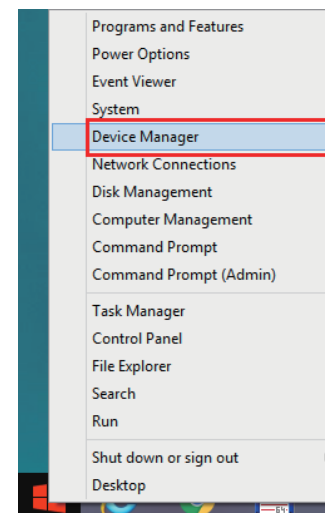 Programs and Features
Power Options
Event Viewer
System
Device Manager
Network Connections
Disk Management
Computer Management
Command Prompt
Command Prompt (Admin)
Task Manager
Control Panel
File Explorer
Search
Run
Shut down or sign out
Desktop